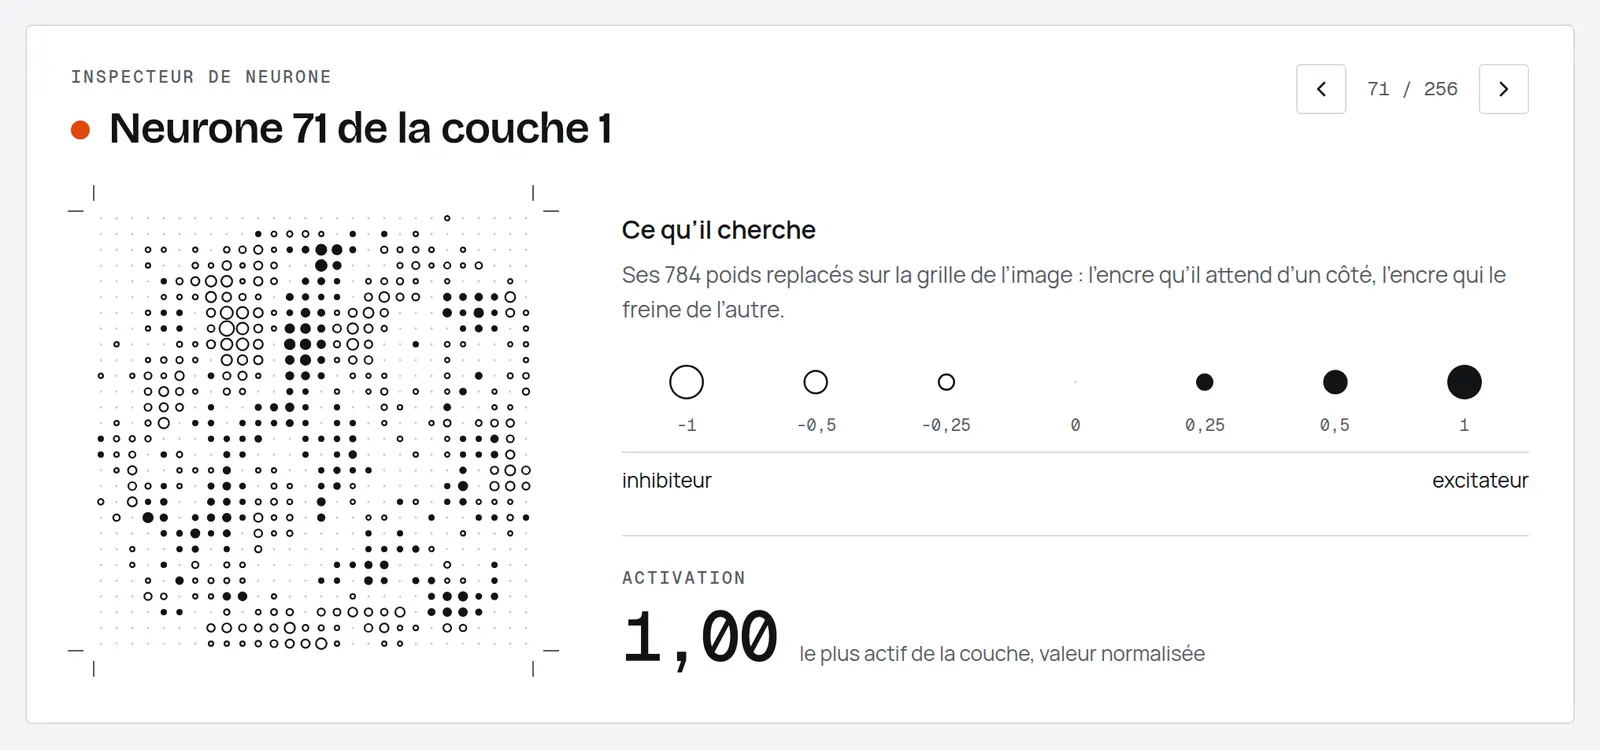 INSPECTEUR DE NEURONE
Neurone 71 de la couche 1
71 / 256
Ce qu’il cherche
Ses 784 poids replacés sur la grille de l’image : l’encre qu’il attend d’un côté, l’encre qui le
freine de l’autre.
-1 -0,5 -0,25 0 0,25 0,5 1
inhibiteur excitateur
ACTIVATION
1,00 le plus actif de la couche, valeur normalisée